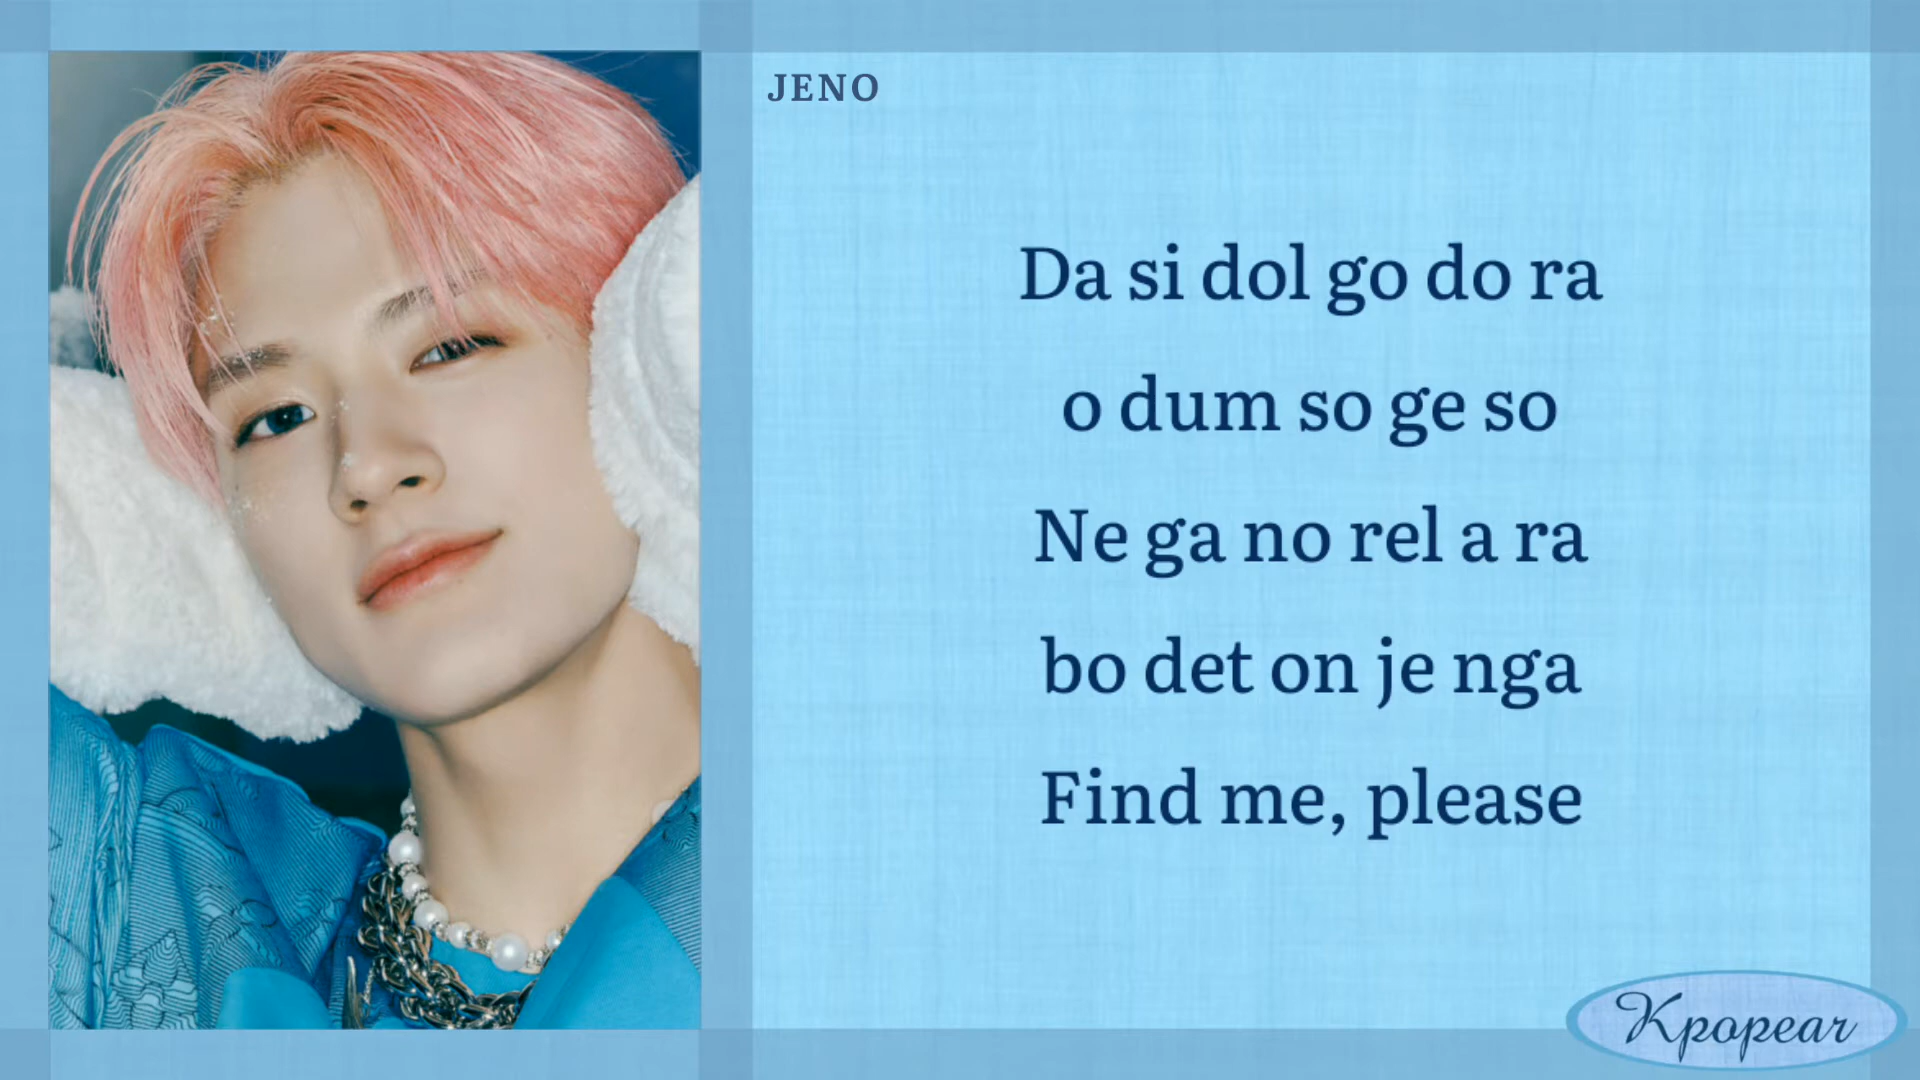 JENO
Da si dol go do ra
o dum so ge so
Ne ga no rel a ra
bo det on je nga
Find me, please
Kpopear